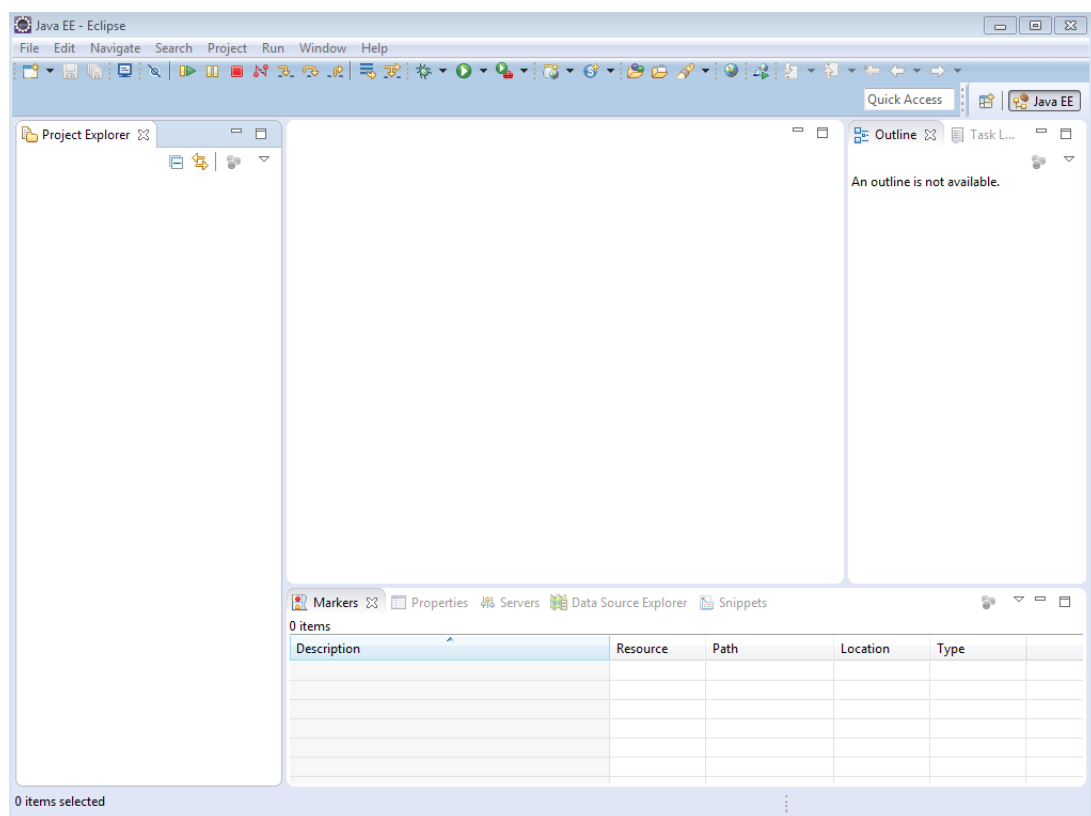 Java EE - Eclipse
File Edit Navigate Search Project Run Window Help
Quick Access Java EE
Project Explorer Outline Task L...
An outline is not available.
Markers Properties Servers Data Source Explorer Snippets
0 items
Description Resource Path Location Type
0 items selected